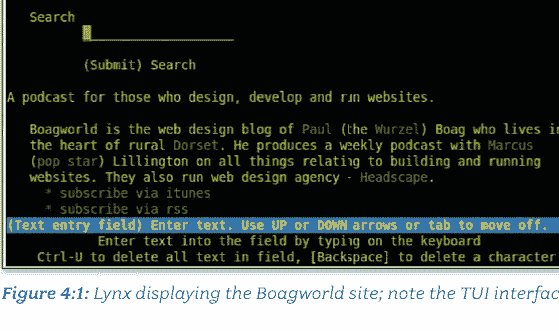 Search
(Submit) Search
A podcast for those who design, develop and run websites.
Boagworld is the web design blog of Paul (the Wurzel) Boag who lives in
the heart of rural Dorset. He produces a weekly podcast with Marcus
(pop star) Lillington on all things relating to building and running
websites. They also run web design agency - Headscape.
* subscribe via itunes
* subscribe via rss
(Text entry field) Enter text. Use UP or DOWN arrows or tab to move off.
Enter text into the field by typing on the keyboard
Ctrl-U to delete all text in field, [Backspace] to delete a character
Figure 4:1: Lynx displaying the Boagworld site; note the TUI interfac